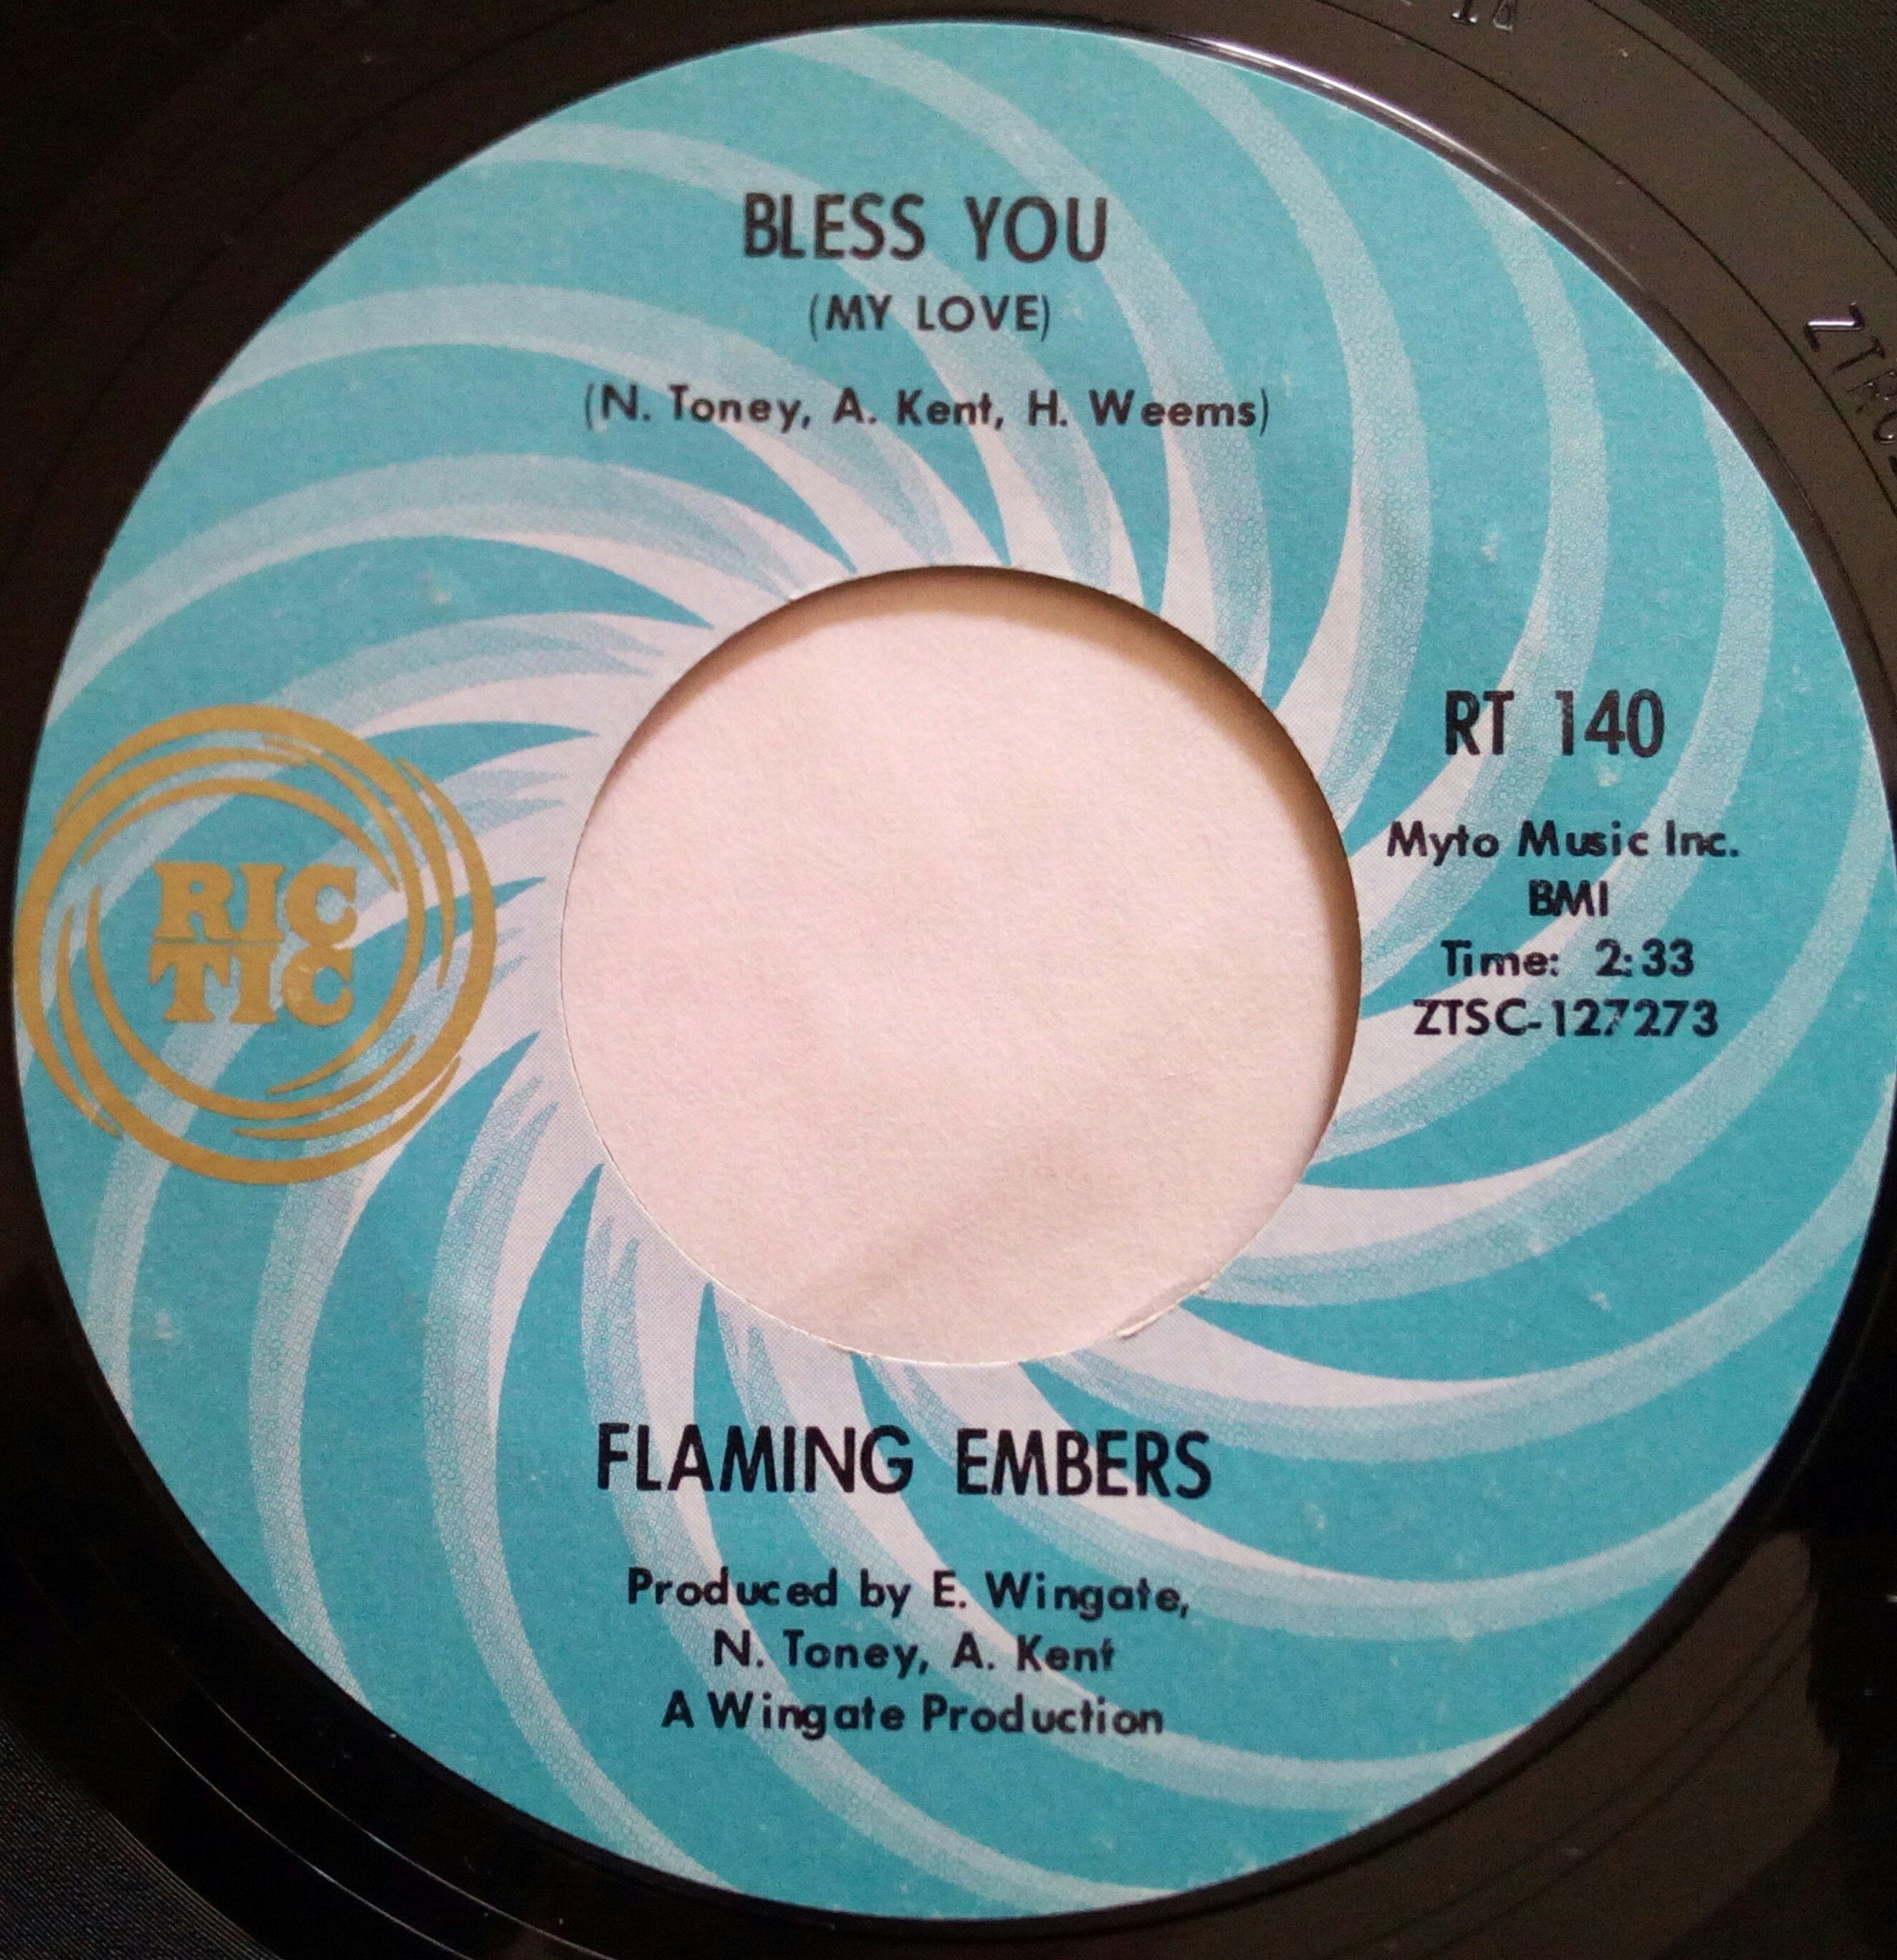 BLESS YOU
(MY LOVE)
(N. Toney, A. Kent, H. Weems)
RIC
TIC
RT 140
Myto Music Inc.
BMI
Time: 2:33
ZTSC-127273
FLAMING EMBERS
Produced by E. Wingate,
N. Toney, A. Kent
A Wingate Production